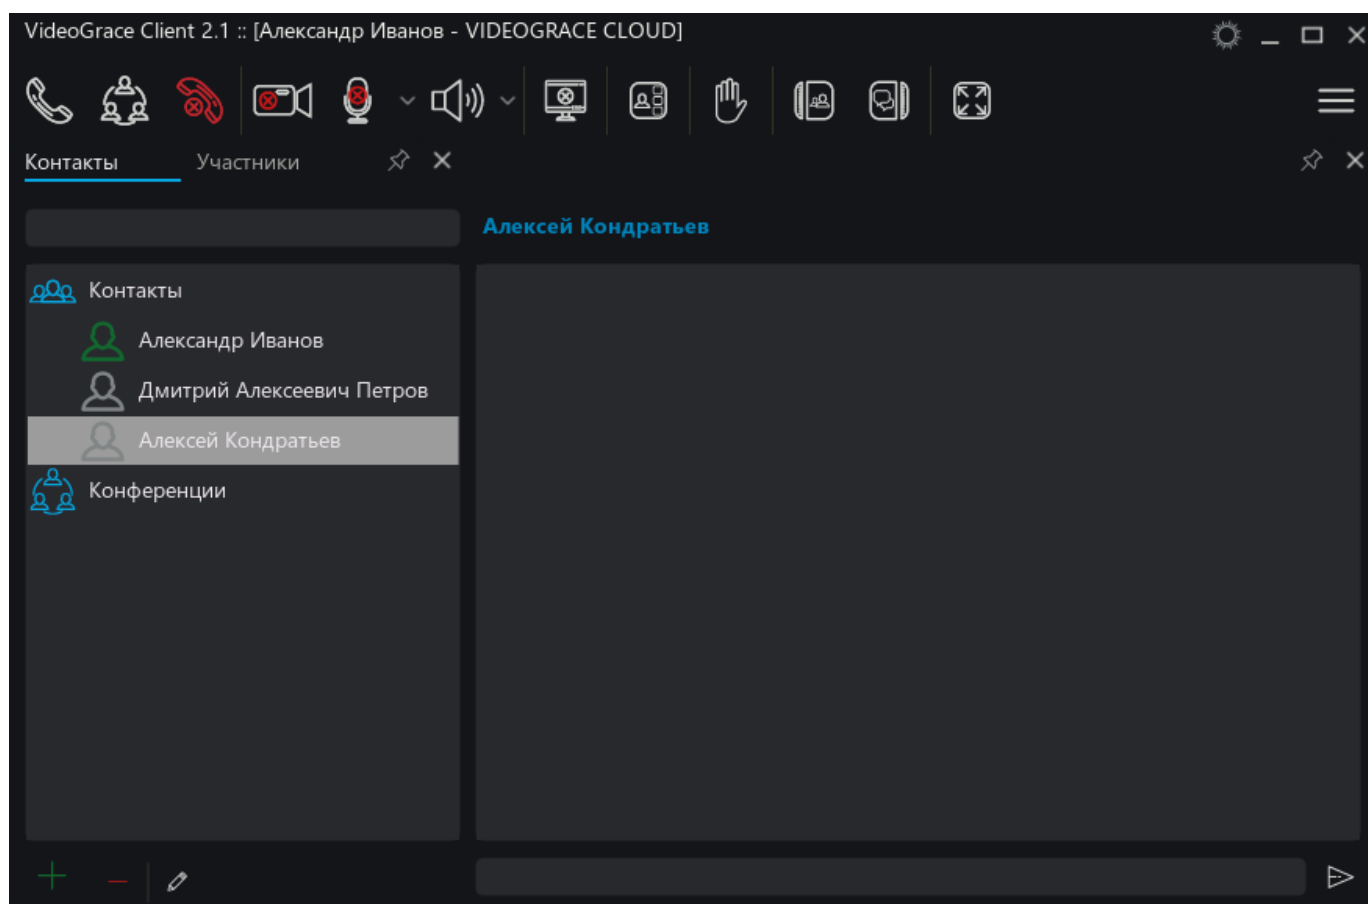 VideoGrace Client 2.1 :: [Александр Иванов - VIDEOGRACE CLOUD]
Контакты
Участники
Алексей Кондратьев
Контакты
Александр Иванов
Дмитрий Алексеевич Петров
Алексей Кондратьев
Конференции